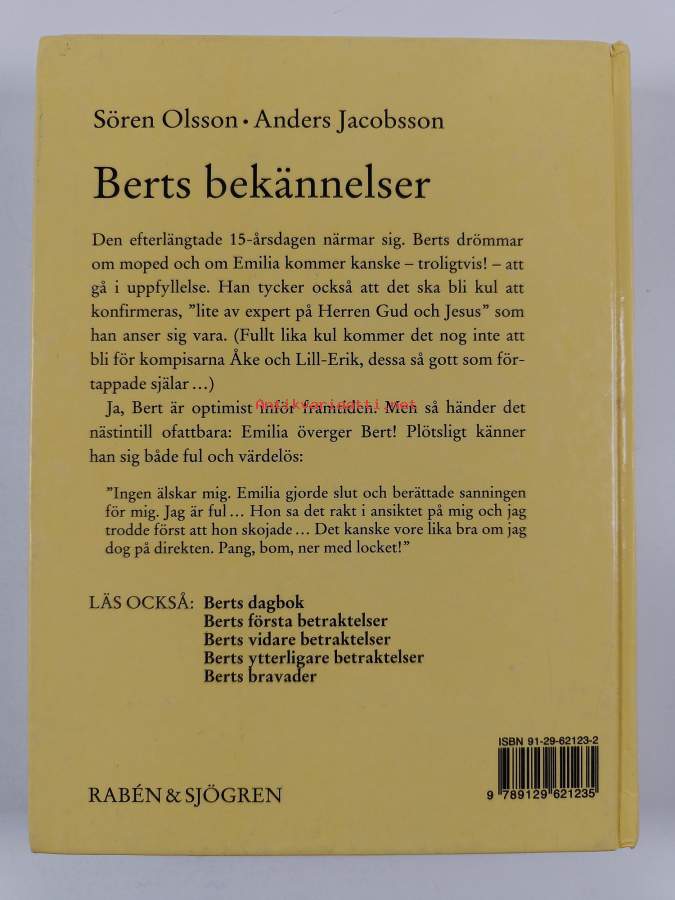 Sören Olsson • Anders Jacobsson
Berts bekännelser
Den efterlängtade 15-årsdagen närmar sig. Berts drömmar
om moped och om Emilia kommer kanske – troligtvis! – att
gå i uppfyllelse. Han tycker också att det ska bli kul att
konfirmeras, ”lite av expert på Herren Gud och Jesus” som
han anser sig vara. (Fullt lika kul kommer det nog inte att
bli för kompisarna Åke och Lill-Erik, dessa så gott som för-
tappade själar …)
Antikvariaatti.net
Ja, Bert är optimist inför framtiden. Men så händer det
nästintill ofattbara: Emilia överger Bert! Plötsligt känner
han sig både ful och värdelös:
”Ingen älskar mig. Emilia gjorde slut och berättade sanningen
för mig. Jag är ful … Hon sa det rakt i ansiktet på mig och jag
trodde först att hon skojade … Det kanske vore lika bra om jag
dog på direkten. Pang, bom, ner med locket!”
LÄS OCKSÅ: Berts dagbok
Berts första betraktelser
Berts vidare betraktelser
Berts ytterligare betraktelser
Berts bravader
ISBN 91-29-62123-2
9 789129 621235
RABÉN & SJÖGREN